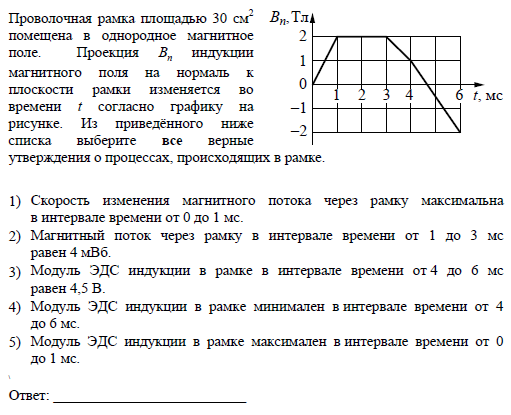 Проволочная рамка площадью 30 см²
помещена в однородное магнитное
поле. Проекция Bn индукции
магнитного поля на нормаль к
плоскости рамки изменяется во
времени t согласно графику на
рисунке. Из приведённого ниже
списка выберите все верные
утверждения о процессах, происходящих в рамке.
Bn, Тл
2
1
0
−1
−2
1 2 3 4 6 t, мс
1) Скорость изменения магнитного потока через рамку максимальна
в интервале времени от 0 до 1 мс.
2) Магнитный поток через рамку в интервале времени от 1 до 3 мс
равен 4 мВб.
3) Модуль ЭДС индукции в рамке в интервале времени от 4 до 6 мс
равен 4,5 В.
4) Модуль ЭДС индукции в рамке минимален в интервале времени от 4
до 6 мс.
5) Модуль ЭДС индукции в рамке максимален в интервале времени от 0
до 1 мс.
Ответ: ___________________________